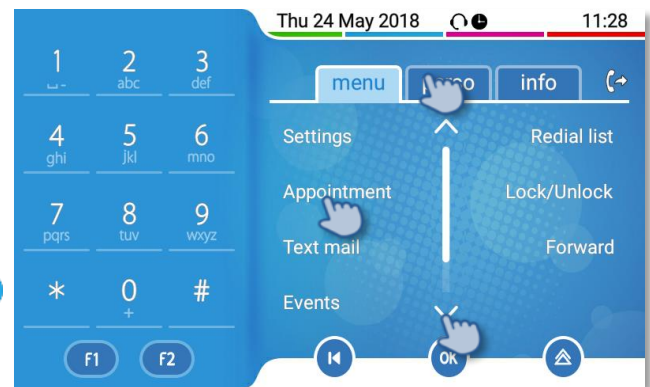 Thu 24 May 2018 11:28
1 2 3
abc def
4 5 6
ghi jkl mno
7 8 9
pqrs tuv wxyz
* 0 #
+
F1 F2
menu info
Settings Redial list
Appointment Lock/Unlock
Text mail Forward
Events
OK